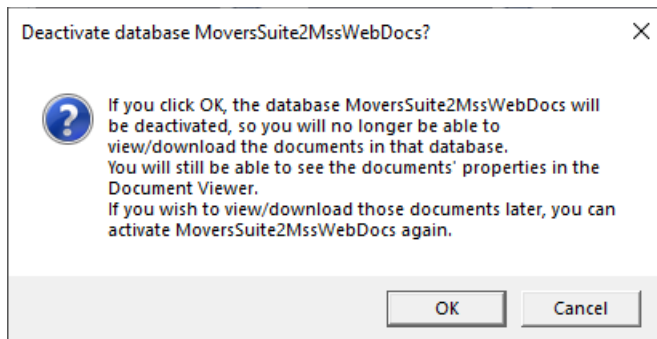 Deactivate database MoversSuite2MssWebDocs?
If you click OK, the database MoversSuite2MssWebDocs will
be deactivated, so you will no longer be able to
view/download the documents in that database.
You will still be able to see the documents' properties in the
Document Viewer.
If you wish to view/download those documents later, you can
activate MoversSuite2MssWebDocs again.
OK
Cancel